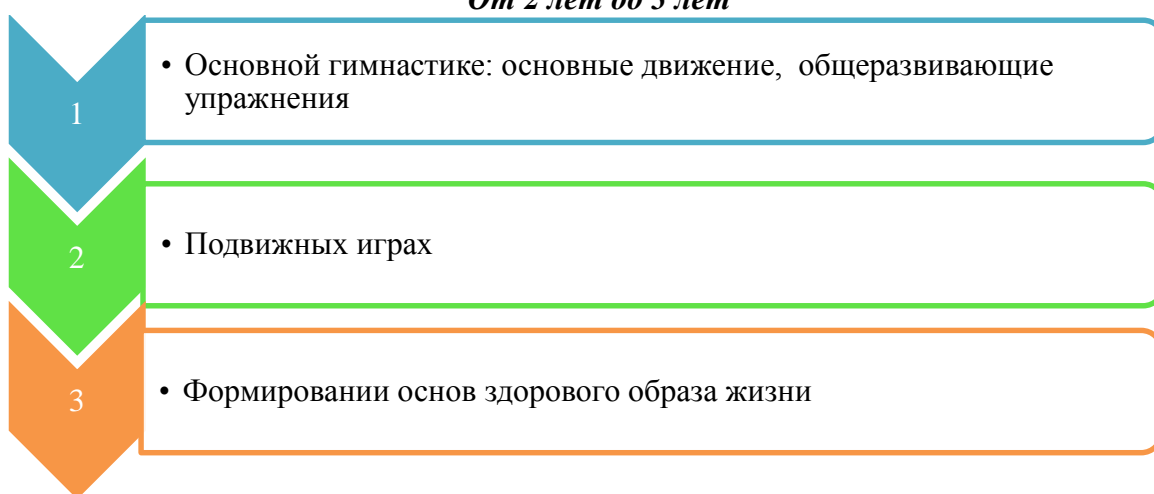 От 2 лет до 3 лет
1
• Основной гимнастике: основные движение, общеразвивающие
упражнения
2
• Подвижных играх
3
• Формировании основ здорового образа жизни